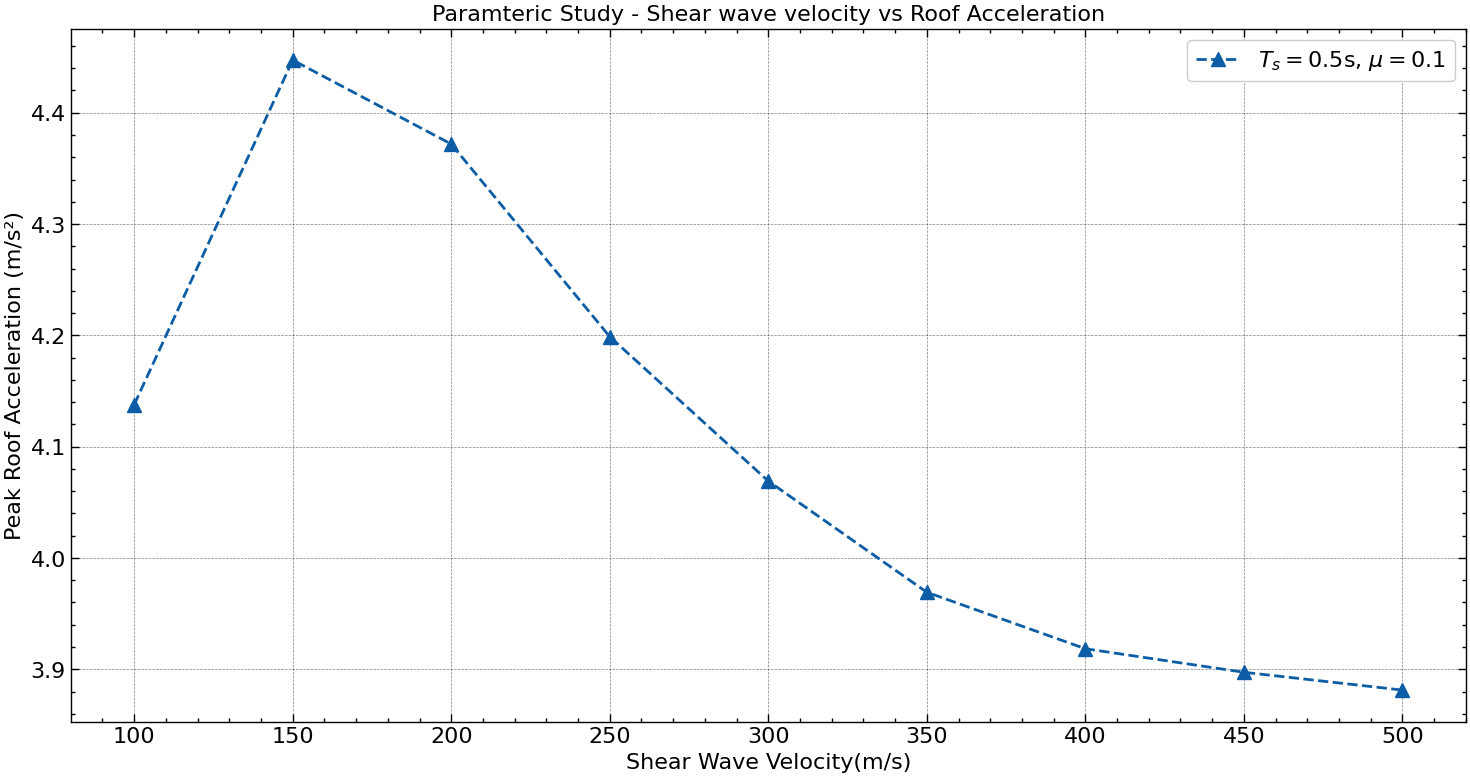 Paramteric Study - Shear wave velocity vs Roof Acceleration
Tₛ = 0.5s, μ = 0.1
Peak Roof Acceleration (m/s²)
4.4
4.3
4.2
4.1
4.0
3.9
100 150 200 250 300 350 400 450 500
Shear Wave Velocity(m/s)